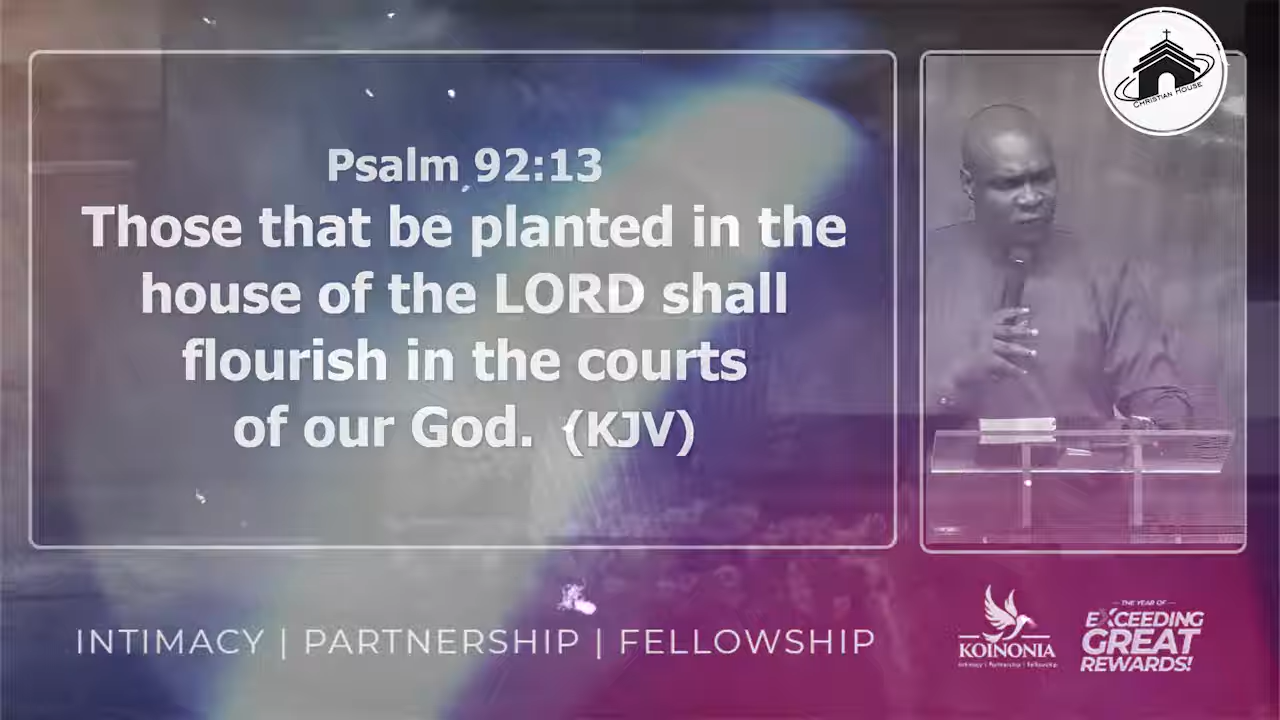 CHRISTIAN HOUSE
Psalm 92:13
Those that be planted in the
house of the LORD shall
flourish in the courts
of our God. (KJV)
INTIMACY | PARTNERSHIP | FELLOWSHIP
KOINONIA
Intimacy | Partnership | Fellowship
THE YEAR OF
EXCEEDING
GREAT
REWARDS!